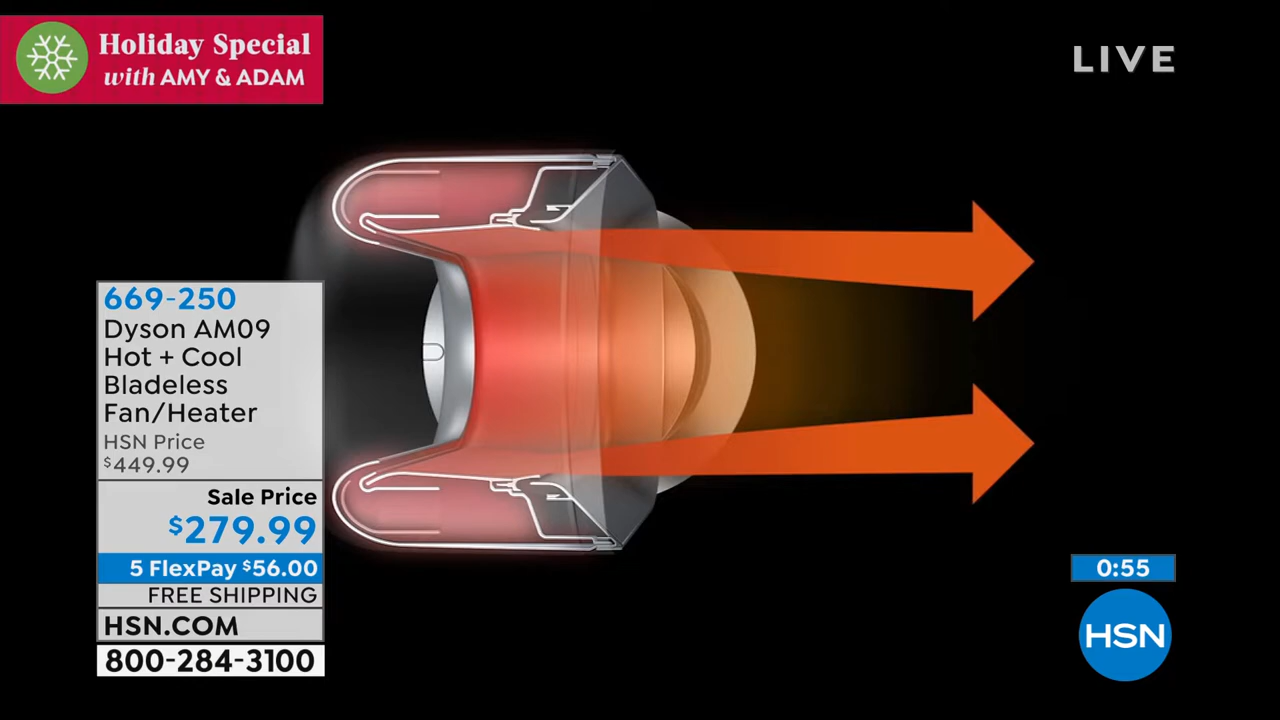 Holiday Special
with AMY & ADAM
LIVE
669-250
Dyson AM09
Hot + Cool
Bladeless
Fan/Heater
HSN Price
$449.99
Sale Price
$279.99
5 FlexPay $56.00
FREE SHIPPING
HSN.COM
800-284-3100
0:55
HSN